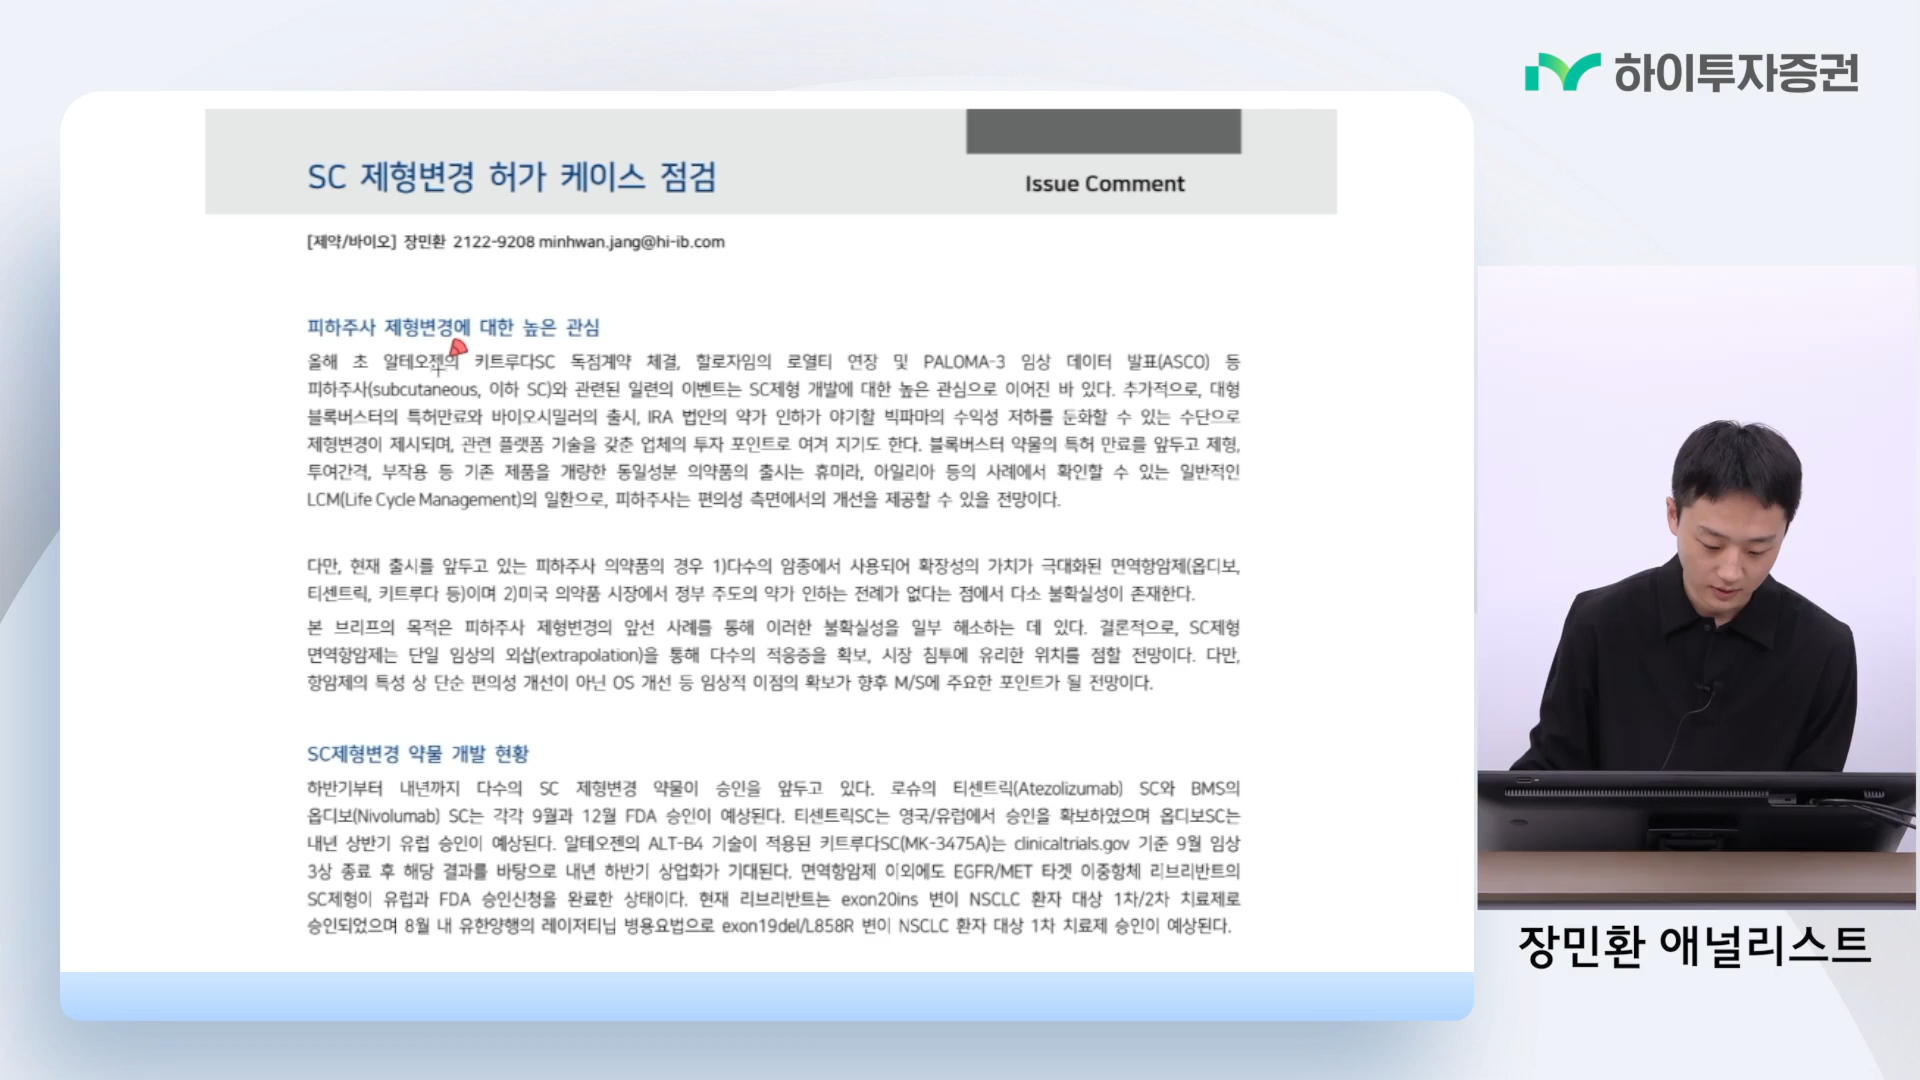 하이투자증권
SC 제형변경 허가 케이스 점검
Issue Comment
[제약/바이오] 장민환 2122-9208 minhwan.jang@hi-ib.com
피하주사 제형변경에 대한 높은 관심
올해 초 알테오젠의 키트루다SC 독점계약 체결, 할로자임의 로열티 연장 및 PALOMA-3 임상 데이터 발표(ASCO) 등
피하주사(subcutaneous, 이하 SC)와 관련된 일련의 이벤트는 SC제형 개발에 대한 높은 관심으로 이어진 바 있다. 추가적으로, 대형
블록버스터의 특허만료와 바이오시밀러의 출시, IRA 법안의 약가 인하가 야기할 빅파마의 수익성 저하를 둔화할 수 있는 수단으로
제형변경이 제시되며, 관련 플랫폼 기술을 갖춘 업체의 투자 포인트로 여겨 지기도 한다. 블록버스터 약물의 특허 만료를 앞두고 제형,
투여간격, 부작용 등 기존 제품을 개량한 동일성분 의약품의 출시는 휴미라, 아일리아 등의 사례에서 확인할 수 있는 일반적인
LCM(Life Cycle Management)의 일환으로, 피하주사는 편의성 측면에서의 개선을 제공할 수 있을 전망이다.
다만, 현재 출시를 앞두고 있는 피하주사 의약품의 경우 1)다수의 암종에서 사용되어 확장성의 가치가 극대화된 면역항암제(옵디보,
티센트릭, 키트루다 등)이며 2)미국 의약품 시장에서 정부 주도의 약가 인하는 전례가 없다는 점에서 다소 불확실성이 존재한다.
본 브리프의 목적은 피하주사 제형변경의 앞선 사례를 통해 이러한 불확실성을 일부 해소하는 데 있다. 결론적으로, SC제형
면역항암제는 단일 임상의 외삽(extrapolation)을 통해 다수의 적응증을 확보, 시장 침투에 유리한 위치를 점할 전망이다. 다만,
항암제의 특성 상 단순 편의성 개선이 아닌 OS 개선 등 임상적 이점의 확보가 향후 M/S에 주요한 포인트가 될 전망이다.
SC제형변경 약물 개발 현황
하반기부터 내년까지 다수의 SC 제형변경 약물이 승인을 앞두고 있다. 로슈의 티센트릭(Atezolizumab) SC와 BMS의
옵디보(Nivolumab) SC는 각각 9월과 12월 FDA 승인이 예상된다. 티센트릭SC는 영국/유럽에서 승인을 확보하였으며 옵디보SC는
내년 상반기 유럽 승인이 예상된다. 알테오젠의 ALT-B4 기술이 적용된 키트루다SC(MK-3475A)는 clinicaltrials.gov 기준 9월 임상
3상 종료 후 해당 결과를 바탕으로 내년 하반기 상업화가 기대된다. 면역항암제 이외에도 EGFR/MET 타겟 이중항체 리브리반트의
SC제형이 유럽과 FDA 승인신청을 완료한 상태이다. 현재 리브리반트는 exon20ins 변이 NSCLC 환자 대상 1차/2차 치료제로
승인되었으며 8월 내 유한양행의 레이저티닙 병용요법으로 exon19del/L858R 변이 NSCLC 환자 대상 1차 치료제 승인이 예상된다.
장민환 애널리스트